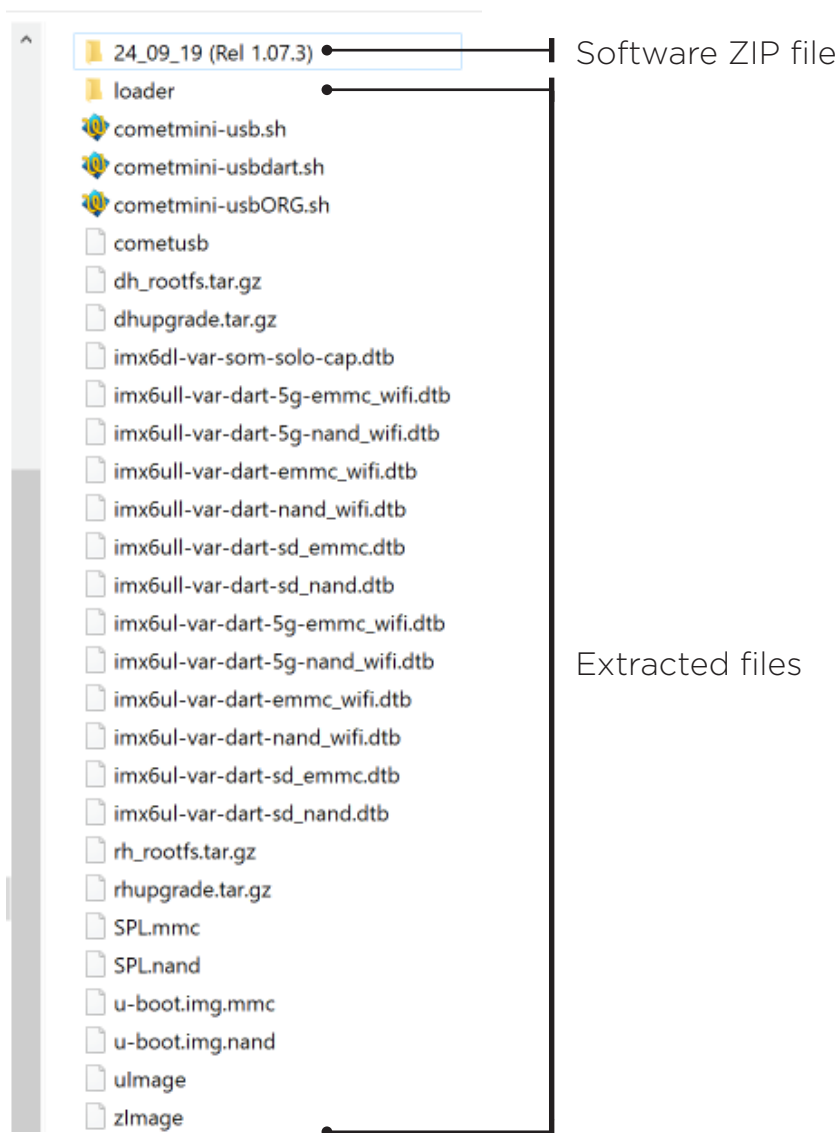 24_09_19 (Rel 1.07.3)
Software ZIP file
loader
cometmini-usb.sh
cometmini-usbdart.sh
cometmini-usbORG.sh
cometusb
dh_rootfs.tar.gz
dhupgrade.tar.gz
imx6dl-var-som-solo-cap.dtb
imx6ull-var-dart-5g-emmc_wifi.dtb
imx6ull-var-dart-5g-nand_wifi.dtb
imx6ull-var-dart-emmc_wifi.dtb
imx6ull-var-dart-nand_wifi.dtb
imx6ull-var-dart-sd_emmc.dtb
imx6ull-var-dart-sd_nand.dtb
imx6ul-var-dart-5g-emmc_wifi.dtb
imx6ul-var-dart-5g-nand_wifi.dtb
Extracted files
imx6ul-var-dart-emmc_wifi.dtb
imx6ul-var-dart-nand_wifi.dtb
imx6ul-var-dart-sd_emmc.dtb
imx6ul-var-dart-sd_nand.dtb
rh_rootfs.tar.gz
rhupgrade.tar.gz
SPL.mmc
SPL.nand
u-boot.img.mmc
u-boot.img.nand
uImage
zImage